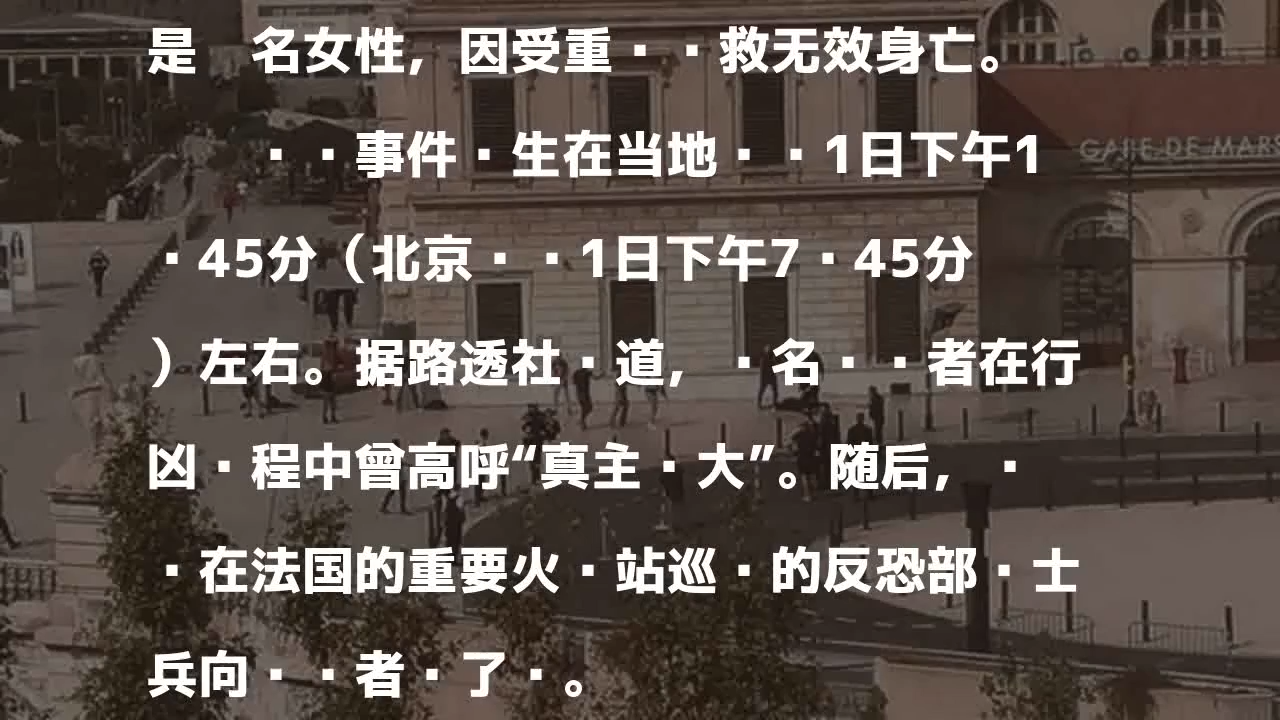 是 名女性，因受重··救无效身亡。
··事件·生在当地··1日下午1
·45分（北京··1日下午7·45分
）左右。据路透社·道，·名··者在行
凶·程中曾高呼“真主·大”。随后，·
·在法国的重要火·站巡·的反恐部·士
兵向··者·了·。
GARE DE MARS